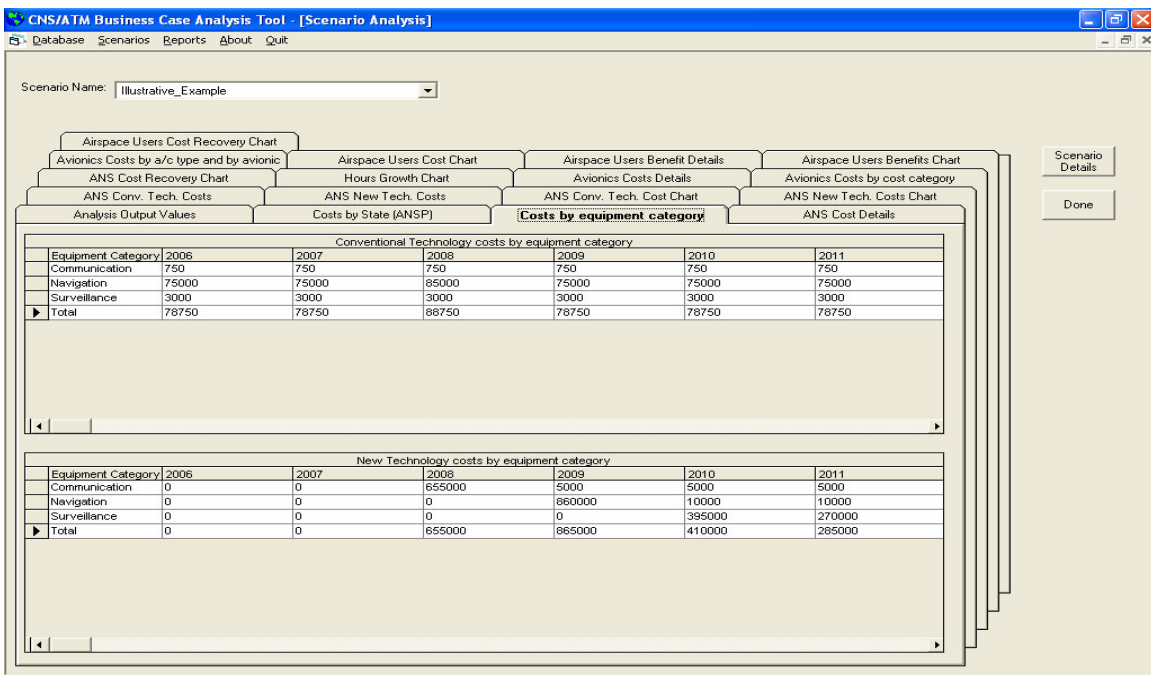 CNS/ATM Business Case Analysis Tool - [Scenario Analysis]
Database Scenarios Reports About Quit
Scenario Name: Illustrative_Example
Airspace Users Cost Recovery Chart
Avionics Costs by a/c type and by avionic Airspace Users Cost Chart Airspace Users Benefit Details Airspace Users Benefits Chart
ANS Cost Recovery Chart Hours Growth Chart Avionics Costs Details Avionics Costs by cost category
ANS Conv. Tech. Costs ANS New Tech. Costs ANS Conv. Tech. Cost Chart ANS New Tech. Costs Chart
Analysis Output Values Costs by State (ANSP) Costs by equipment category ANS Cost Details
Scenario Details
Done
Conventional Technology costs by equipment category
Equipment Category 2006 2007 2008 2009 2010 2011
Communication 750 750 750 750 750 750
Navigation 75000 75000 85000 75000 75000 75000
Surveillance 3000 3000 3000 3000 3000 3000
Total 78750 78750 88750 78750 78750 78750
New Technology costs by equipment category
Equipment Category 2006 2007 2008 2009 2010 2011
Communication 0 0 655000 5000 5000 5000
Navigation 0 0 0 860000 10000 10000
Surveillance 0 0 0 0 395000 270000
Total 0 0 655000 865000 410000 285000